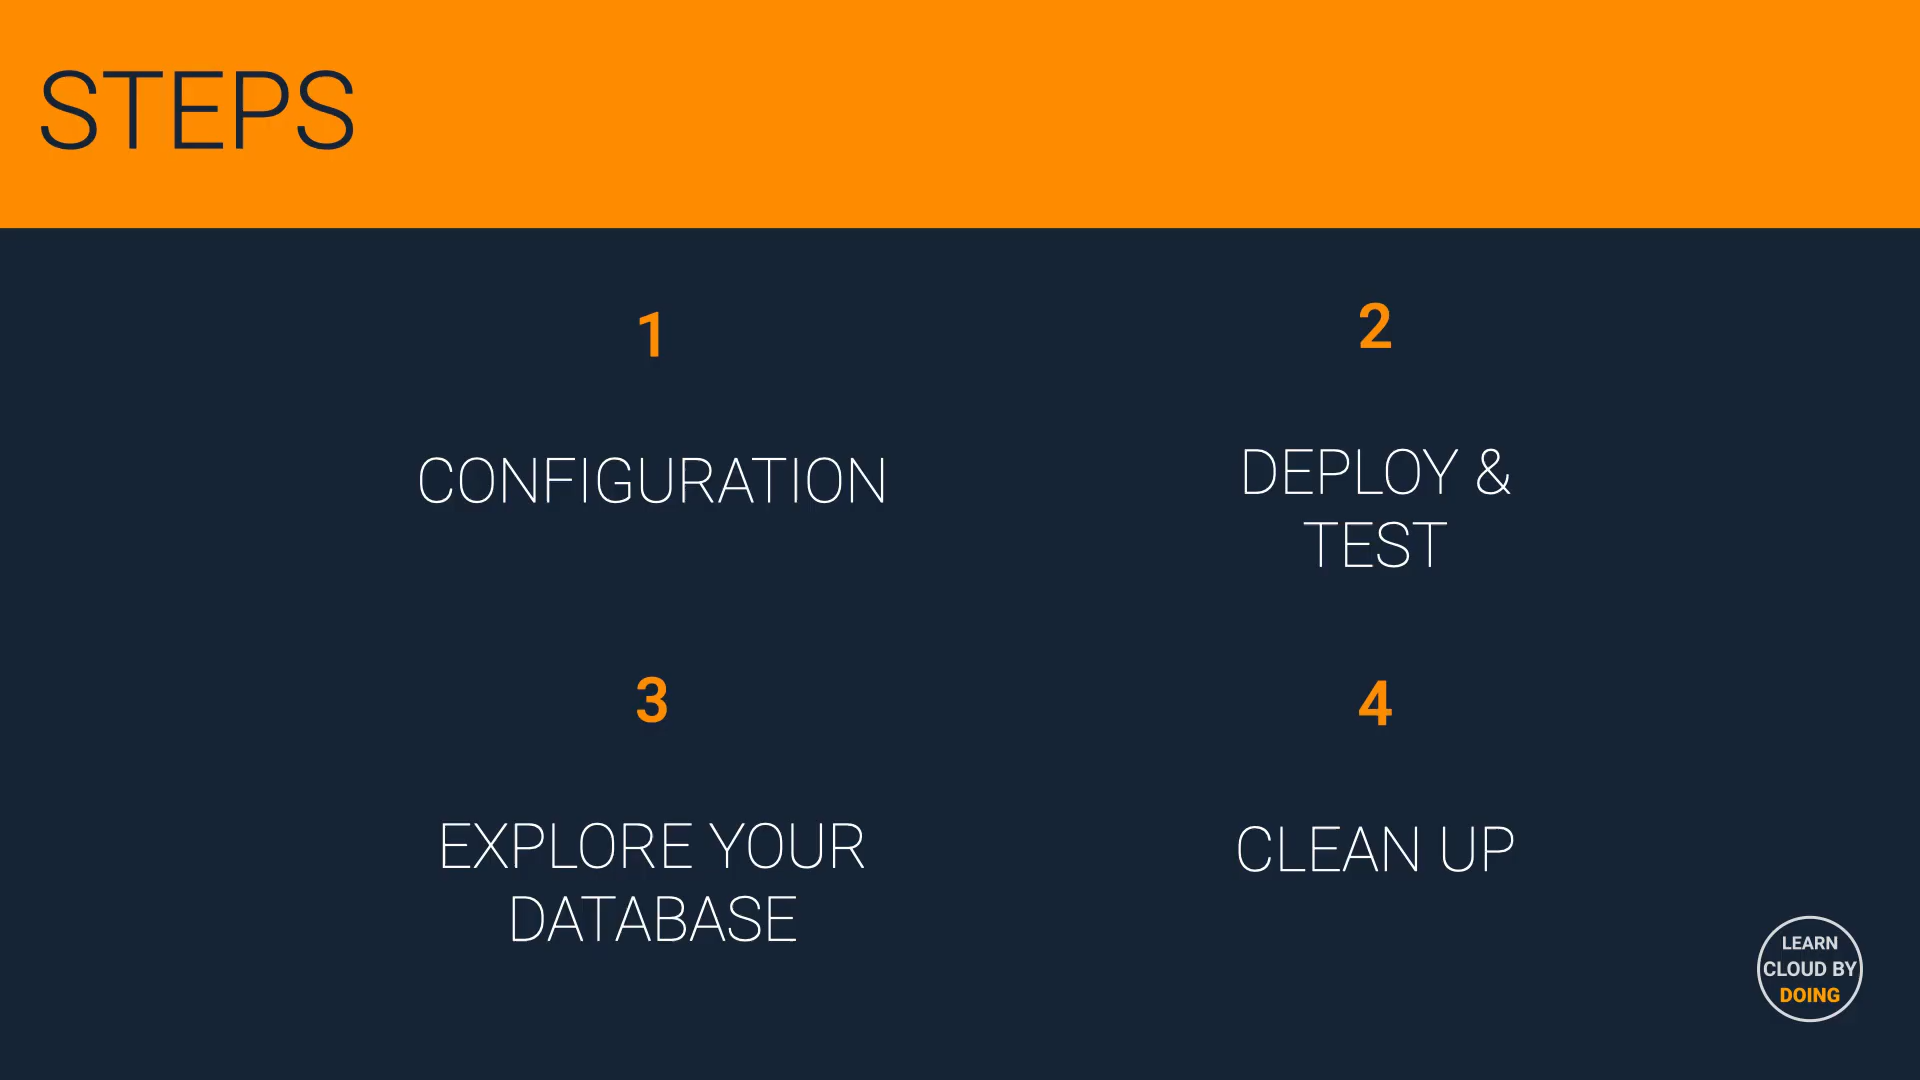 STEPS
1
CONFIGURATION
2
DEPLOY &
TEST
3
EXPLORE YOUR
DATABASE
4
CLEAN UP
LEARN
CLOUD BY
DOING